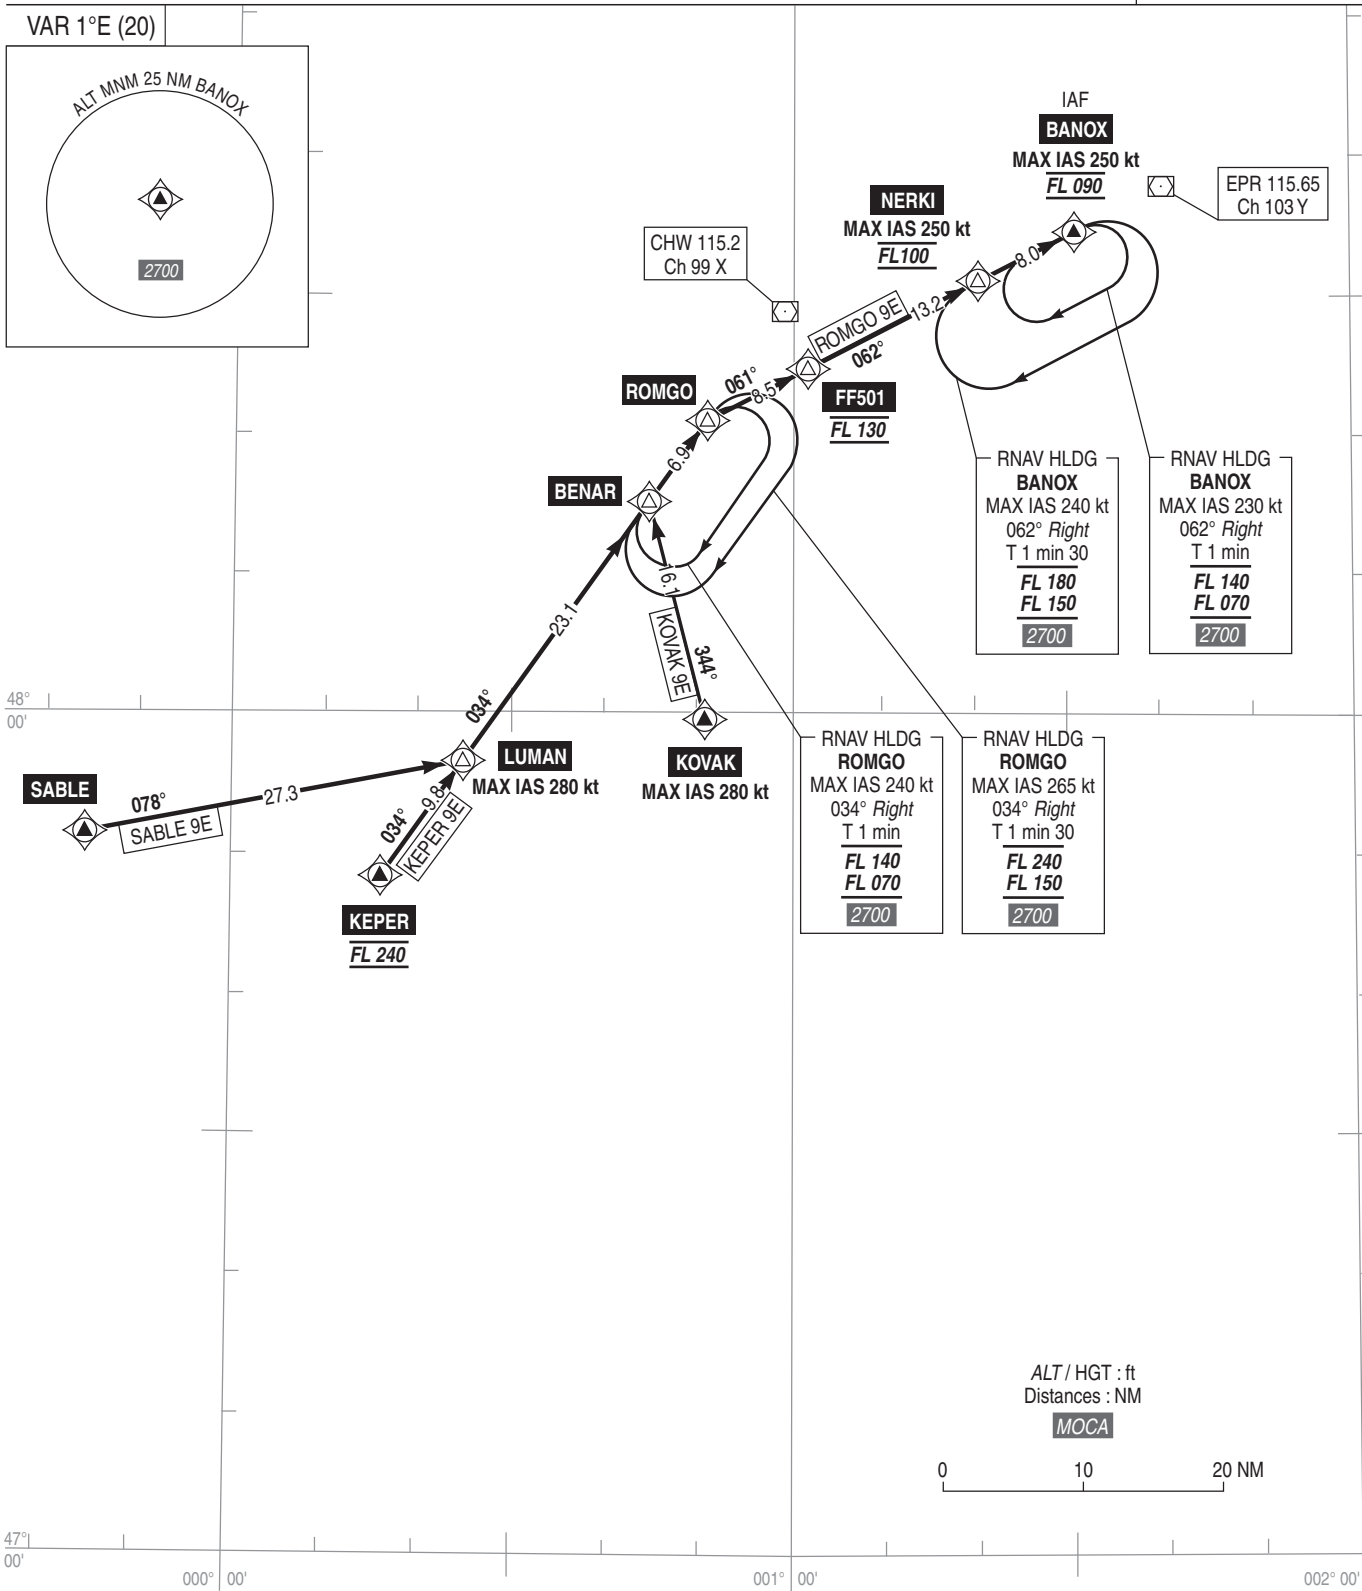 VAR 1°E (20)
ALT MNM 25 NM BANOX
2700
IAF
BANOX
MAX IAS 250 kt
FL 090
EPR 115.65
Ch 103 Y
NERKI
MAX IAS 250 kt
FL100
CHW 115.2
Ch 99 X
8.0
13.2
ROMGO 9E
062°
061°
8.5
ROMGO
FF501
FL 130
6.9
BENAR
RNAV HLDG
BANOX
MAX IAS 240 kt
062° Right
T 1 min 30
FL 180
FL 150
2700
RNAV HLDG
BANOX
MAX IAS 230 kt
062° Right
T 1 min
FL 140
FL 070
2700
16.1
23.1
KOVAK 9E
344°
034°
48°
00'
LUMAN
MAX IAS 280 kt
KOVAK
MAX IAS 280 kt
SABLE
078°
27.3
SABLE 9E
034°
9.8
KEPER 9E
KEPER
FL 240
RNAV HLDG
ROMGO
MAX IAS 240 kt
034° Right
T 1 min
FL 140
FL 070
2700
RNAV HLDG
ROMGO
MAX IAS 265 kt
034° Right
T 1 min 30
FL 240
FL 150
2700
ALT / HGT : ft
Distances : NM
MOCA
0 10 20 NM
47°
00'
000° 00'
001° 00'
002° 00'